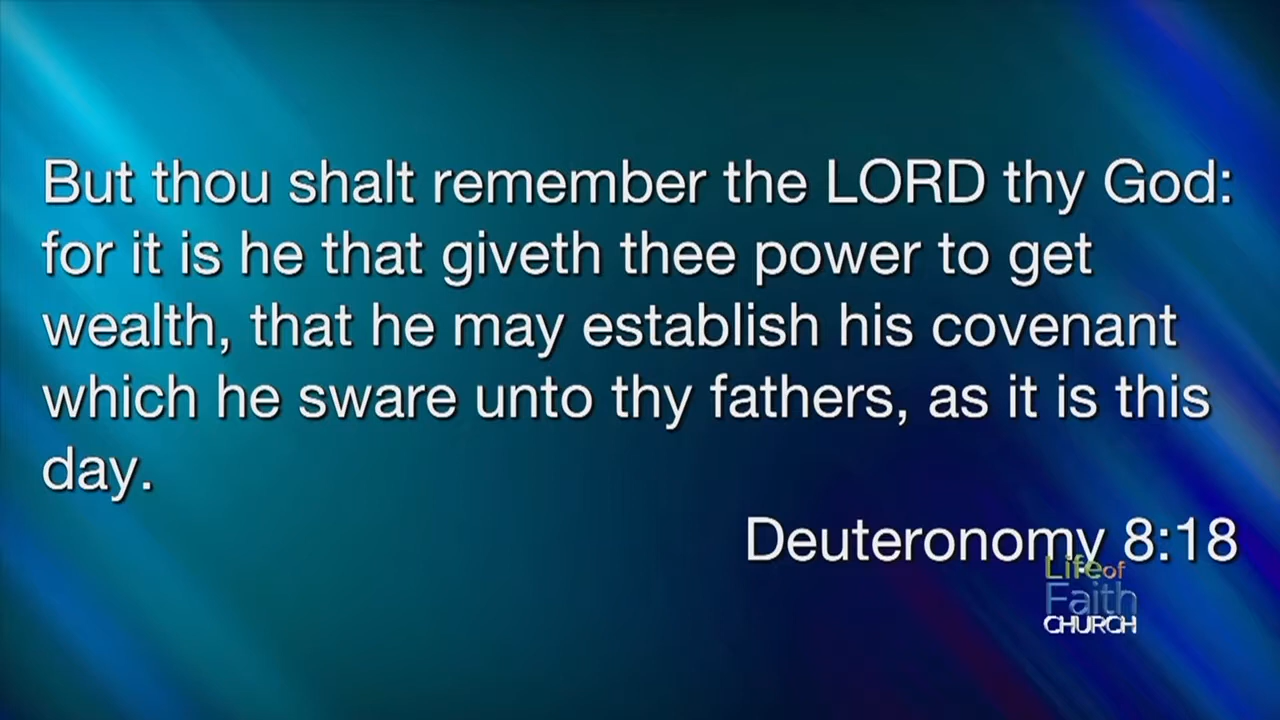 But thou shalt remember the LORD thy God:
for it is he that giveth thee power to get
wealth, that he may establish his covenant
which he sware unto thy fathers, as it is this
day.
Deuteronomy 8:18
Life of
Faith
CHURCH